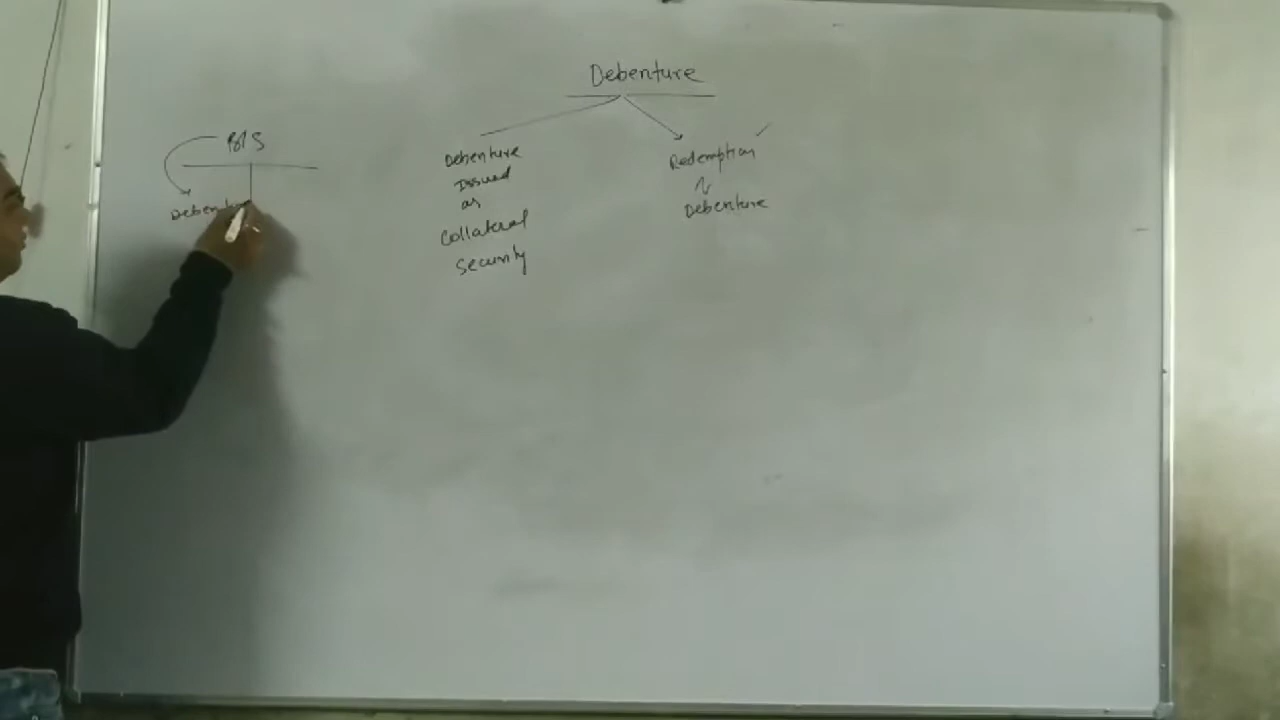 Debenture
B/S
Debenture
Debenture
Issued
as
Collateral
Security
Redemption
of
Debenture